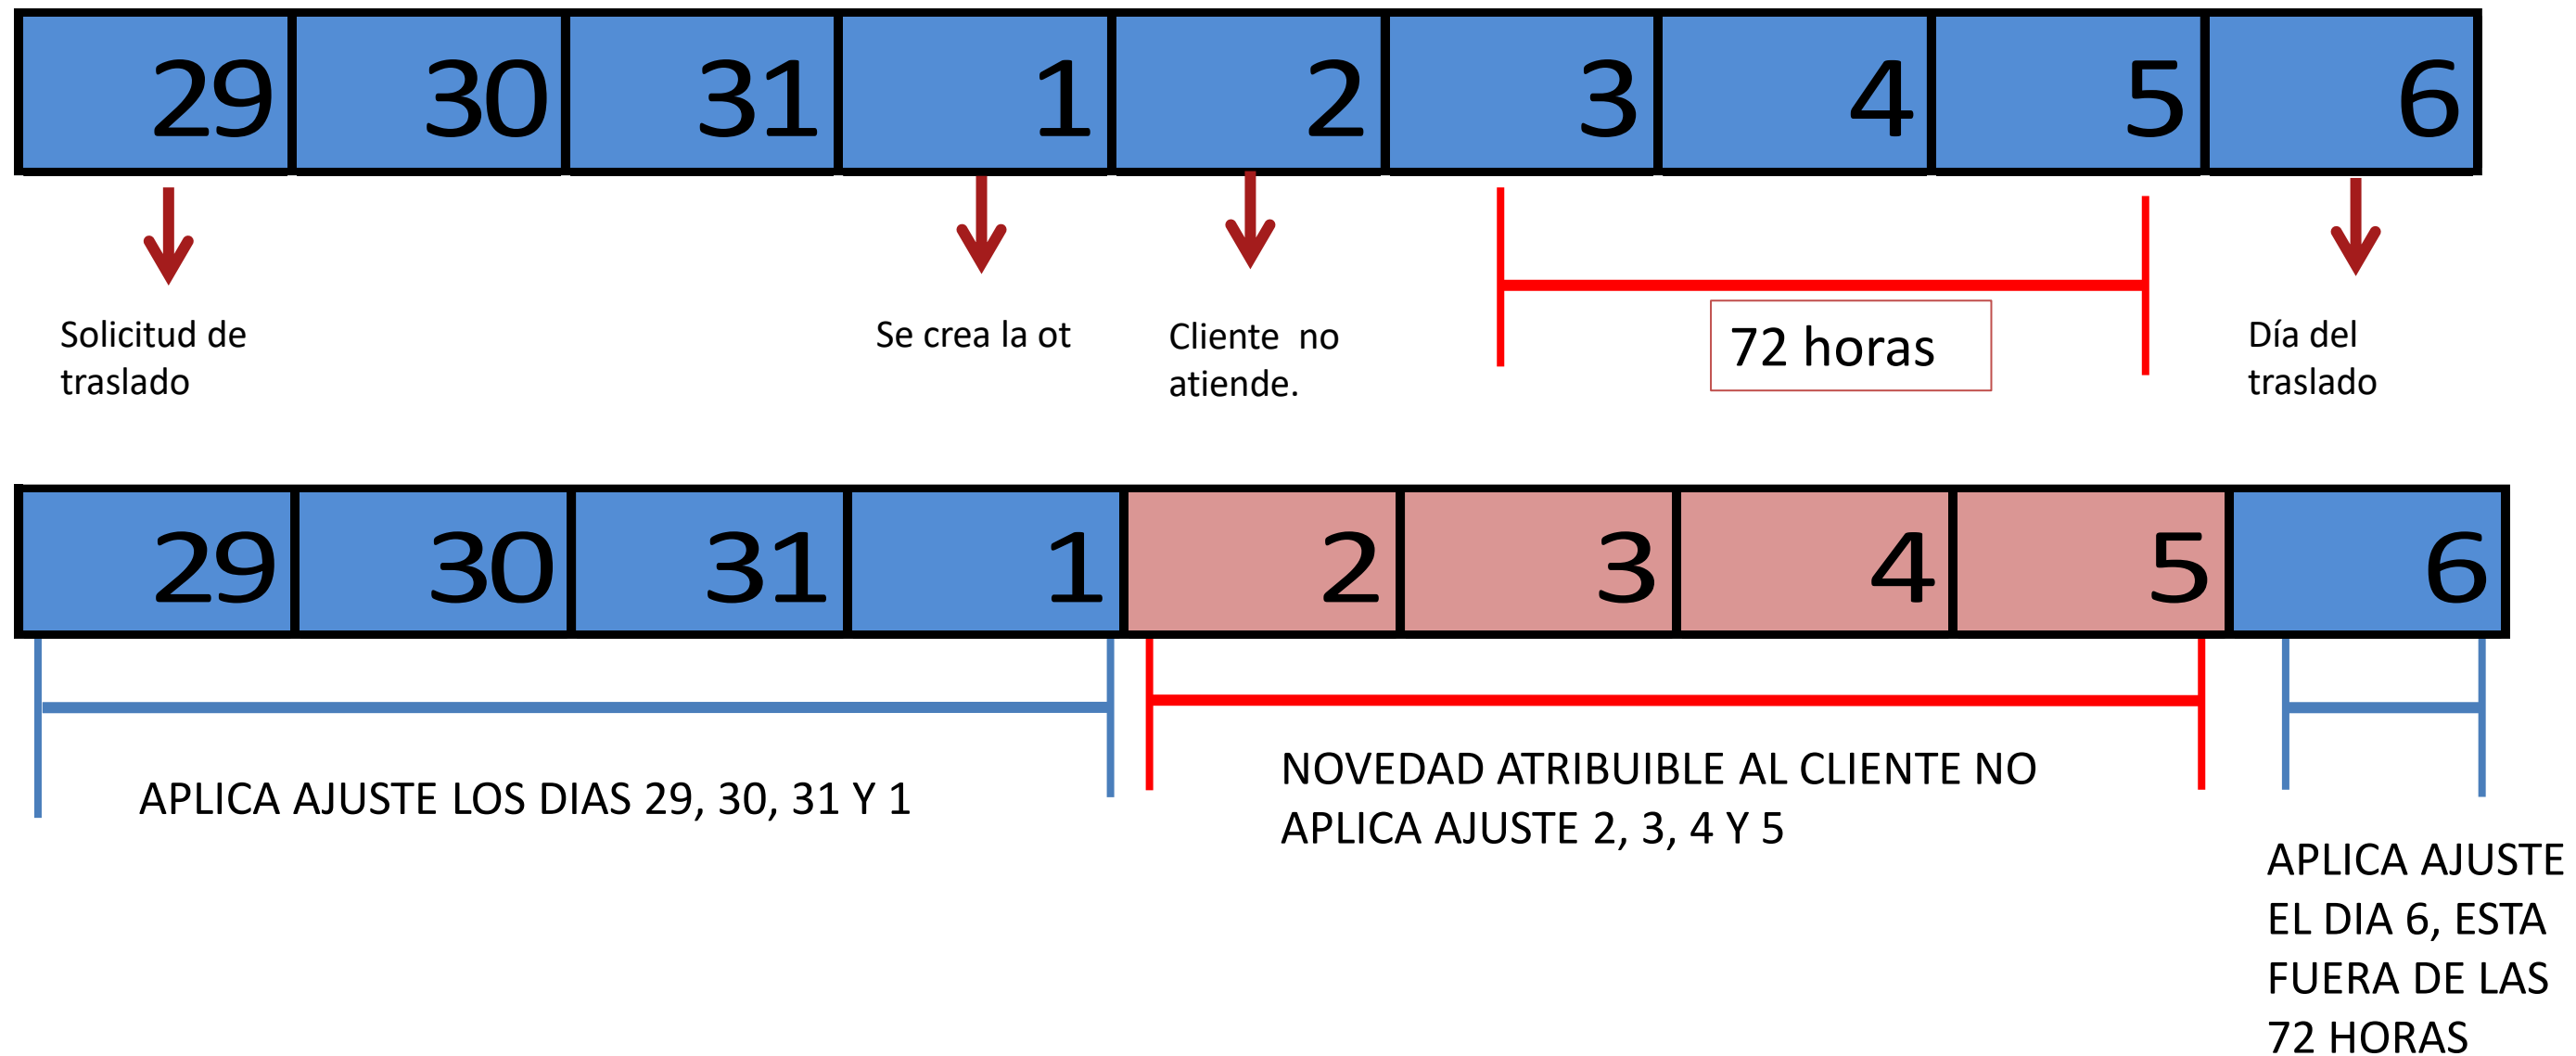 29 30 31 1 2 3 4 5 6
Solicitud de
traslado
Se crea la ot
Cliente no
atiende.
72 horas
Día del
traslado
29 30 31 1 2 3 4 5 6
APLICA AJUSTE LOS DIAS 29, 30, 31 Y 1
NOVEDAD ATRIBUIBLE AL CLIENTE NO
APLICA AJUSTE 2, 3, 4 Y 5
APLICA AJUSTE
EL DIA 6, ESTA
FUERA DE LAS
72 HORAS